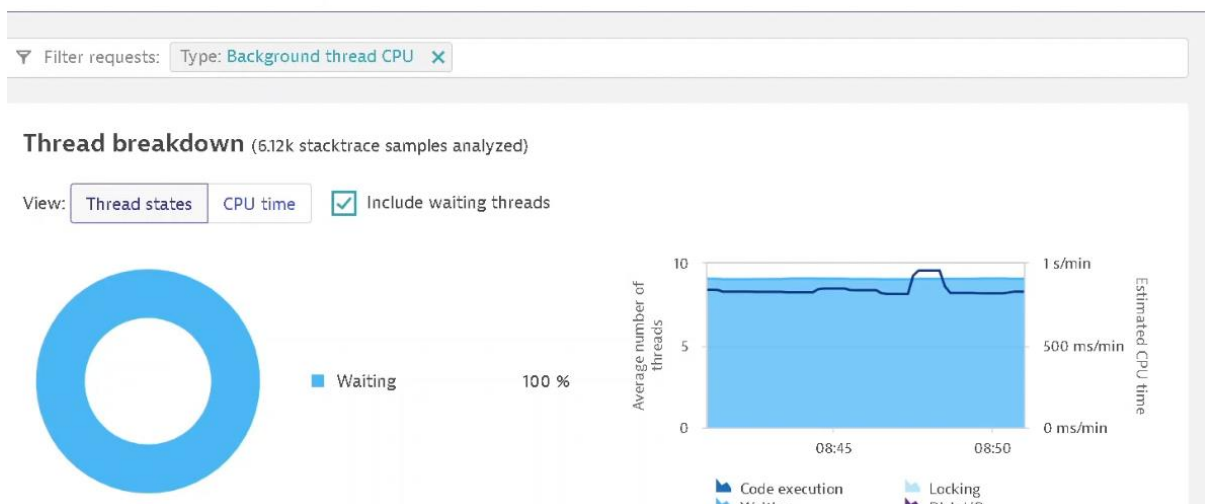 Filter requests: Type: Background thread CPU
Thread breakdown (6.12k stacktrace samples analyzed)
View: Thread states CPU time Include waiting threads
Waiting 100 %
Average number of
threads
10
5
0
1 s/min
500 ms/min
0 ms/min
Estimated CPU time
08:45 08:50
Code execution Locking